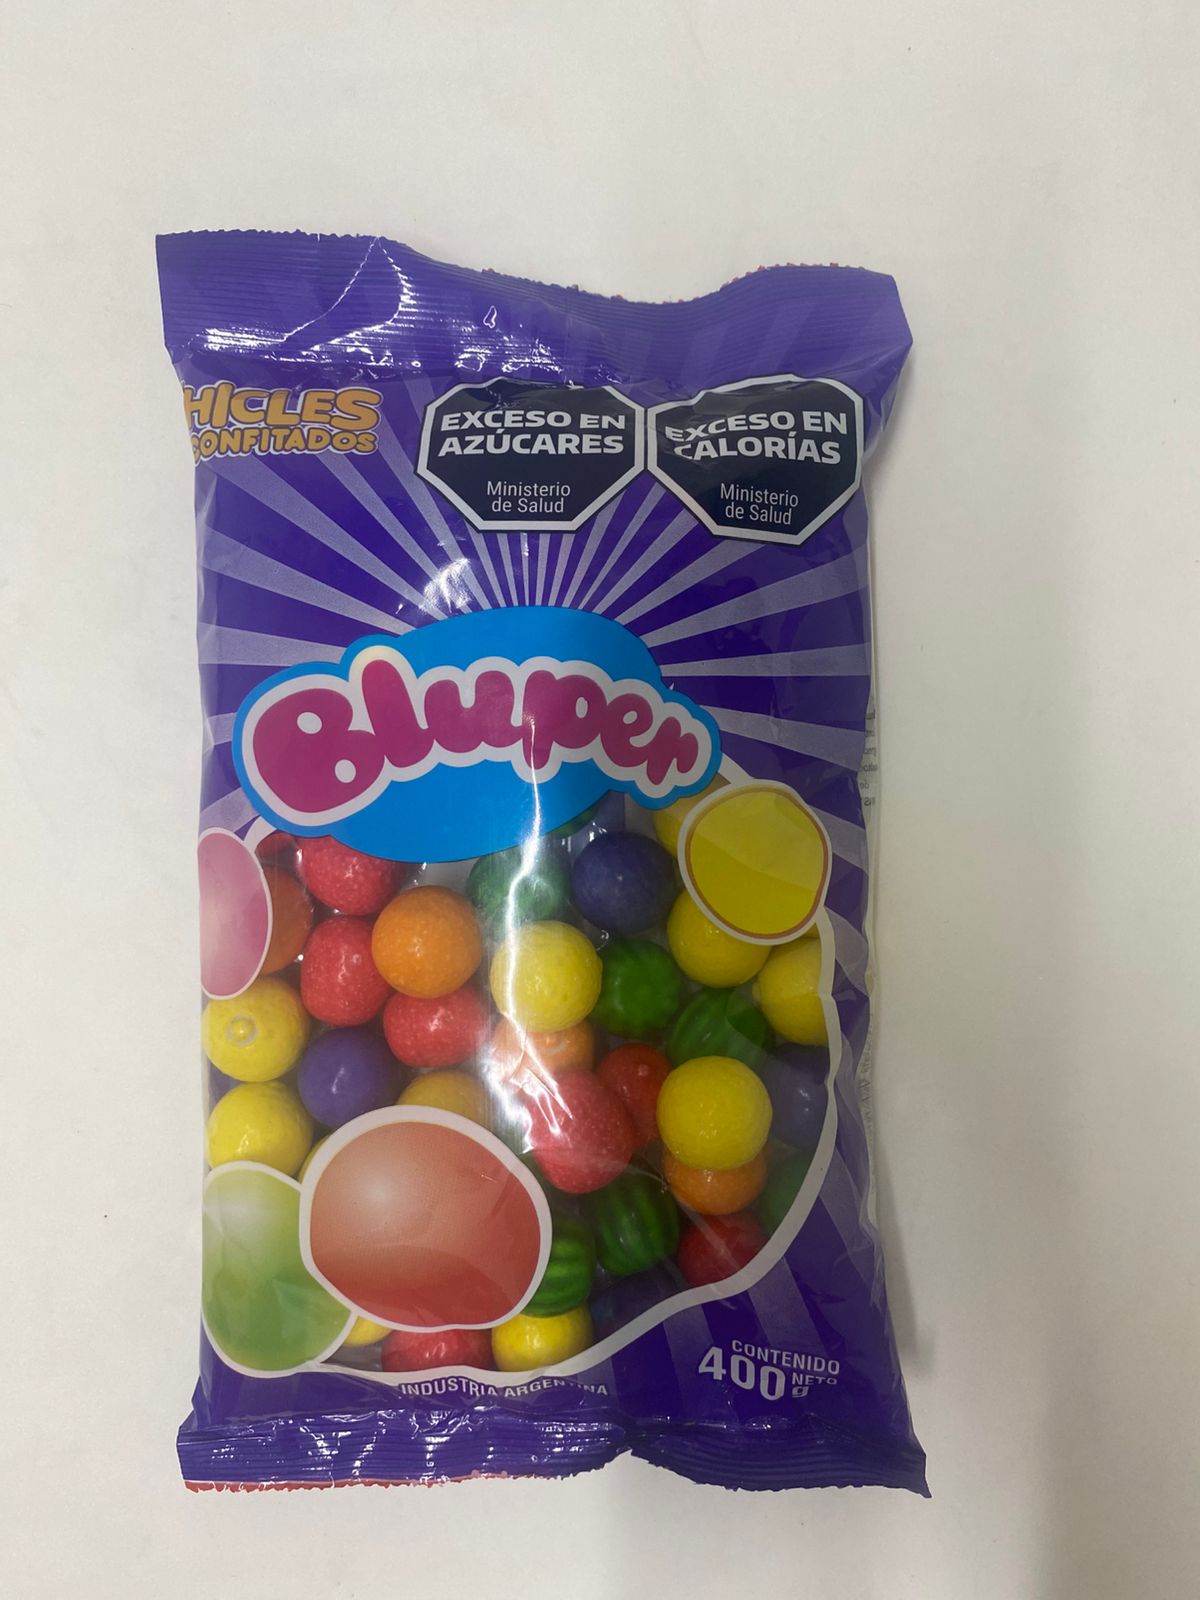 HICLES
CONFITADOS
EXCESO EN
AZÚCARES
Ministerio
de Salud
EXCESO EN
CALORÍAS
Ministerio
de Salud
Bluper
INDUSTRIA ARGENTINA
CONTENIDO
NETO
400 g